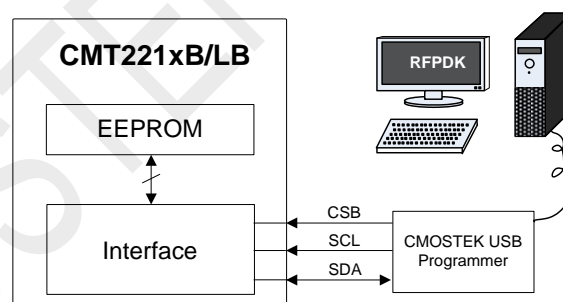 CMT221xB/LB
RFPDK
EEPROM
CSB
SCL
SDA
Interface
CMOSTEK USB
Programmer